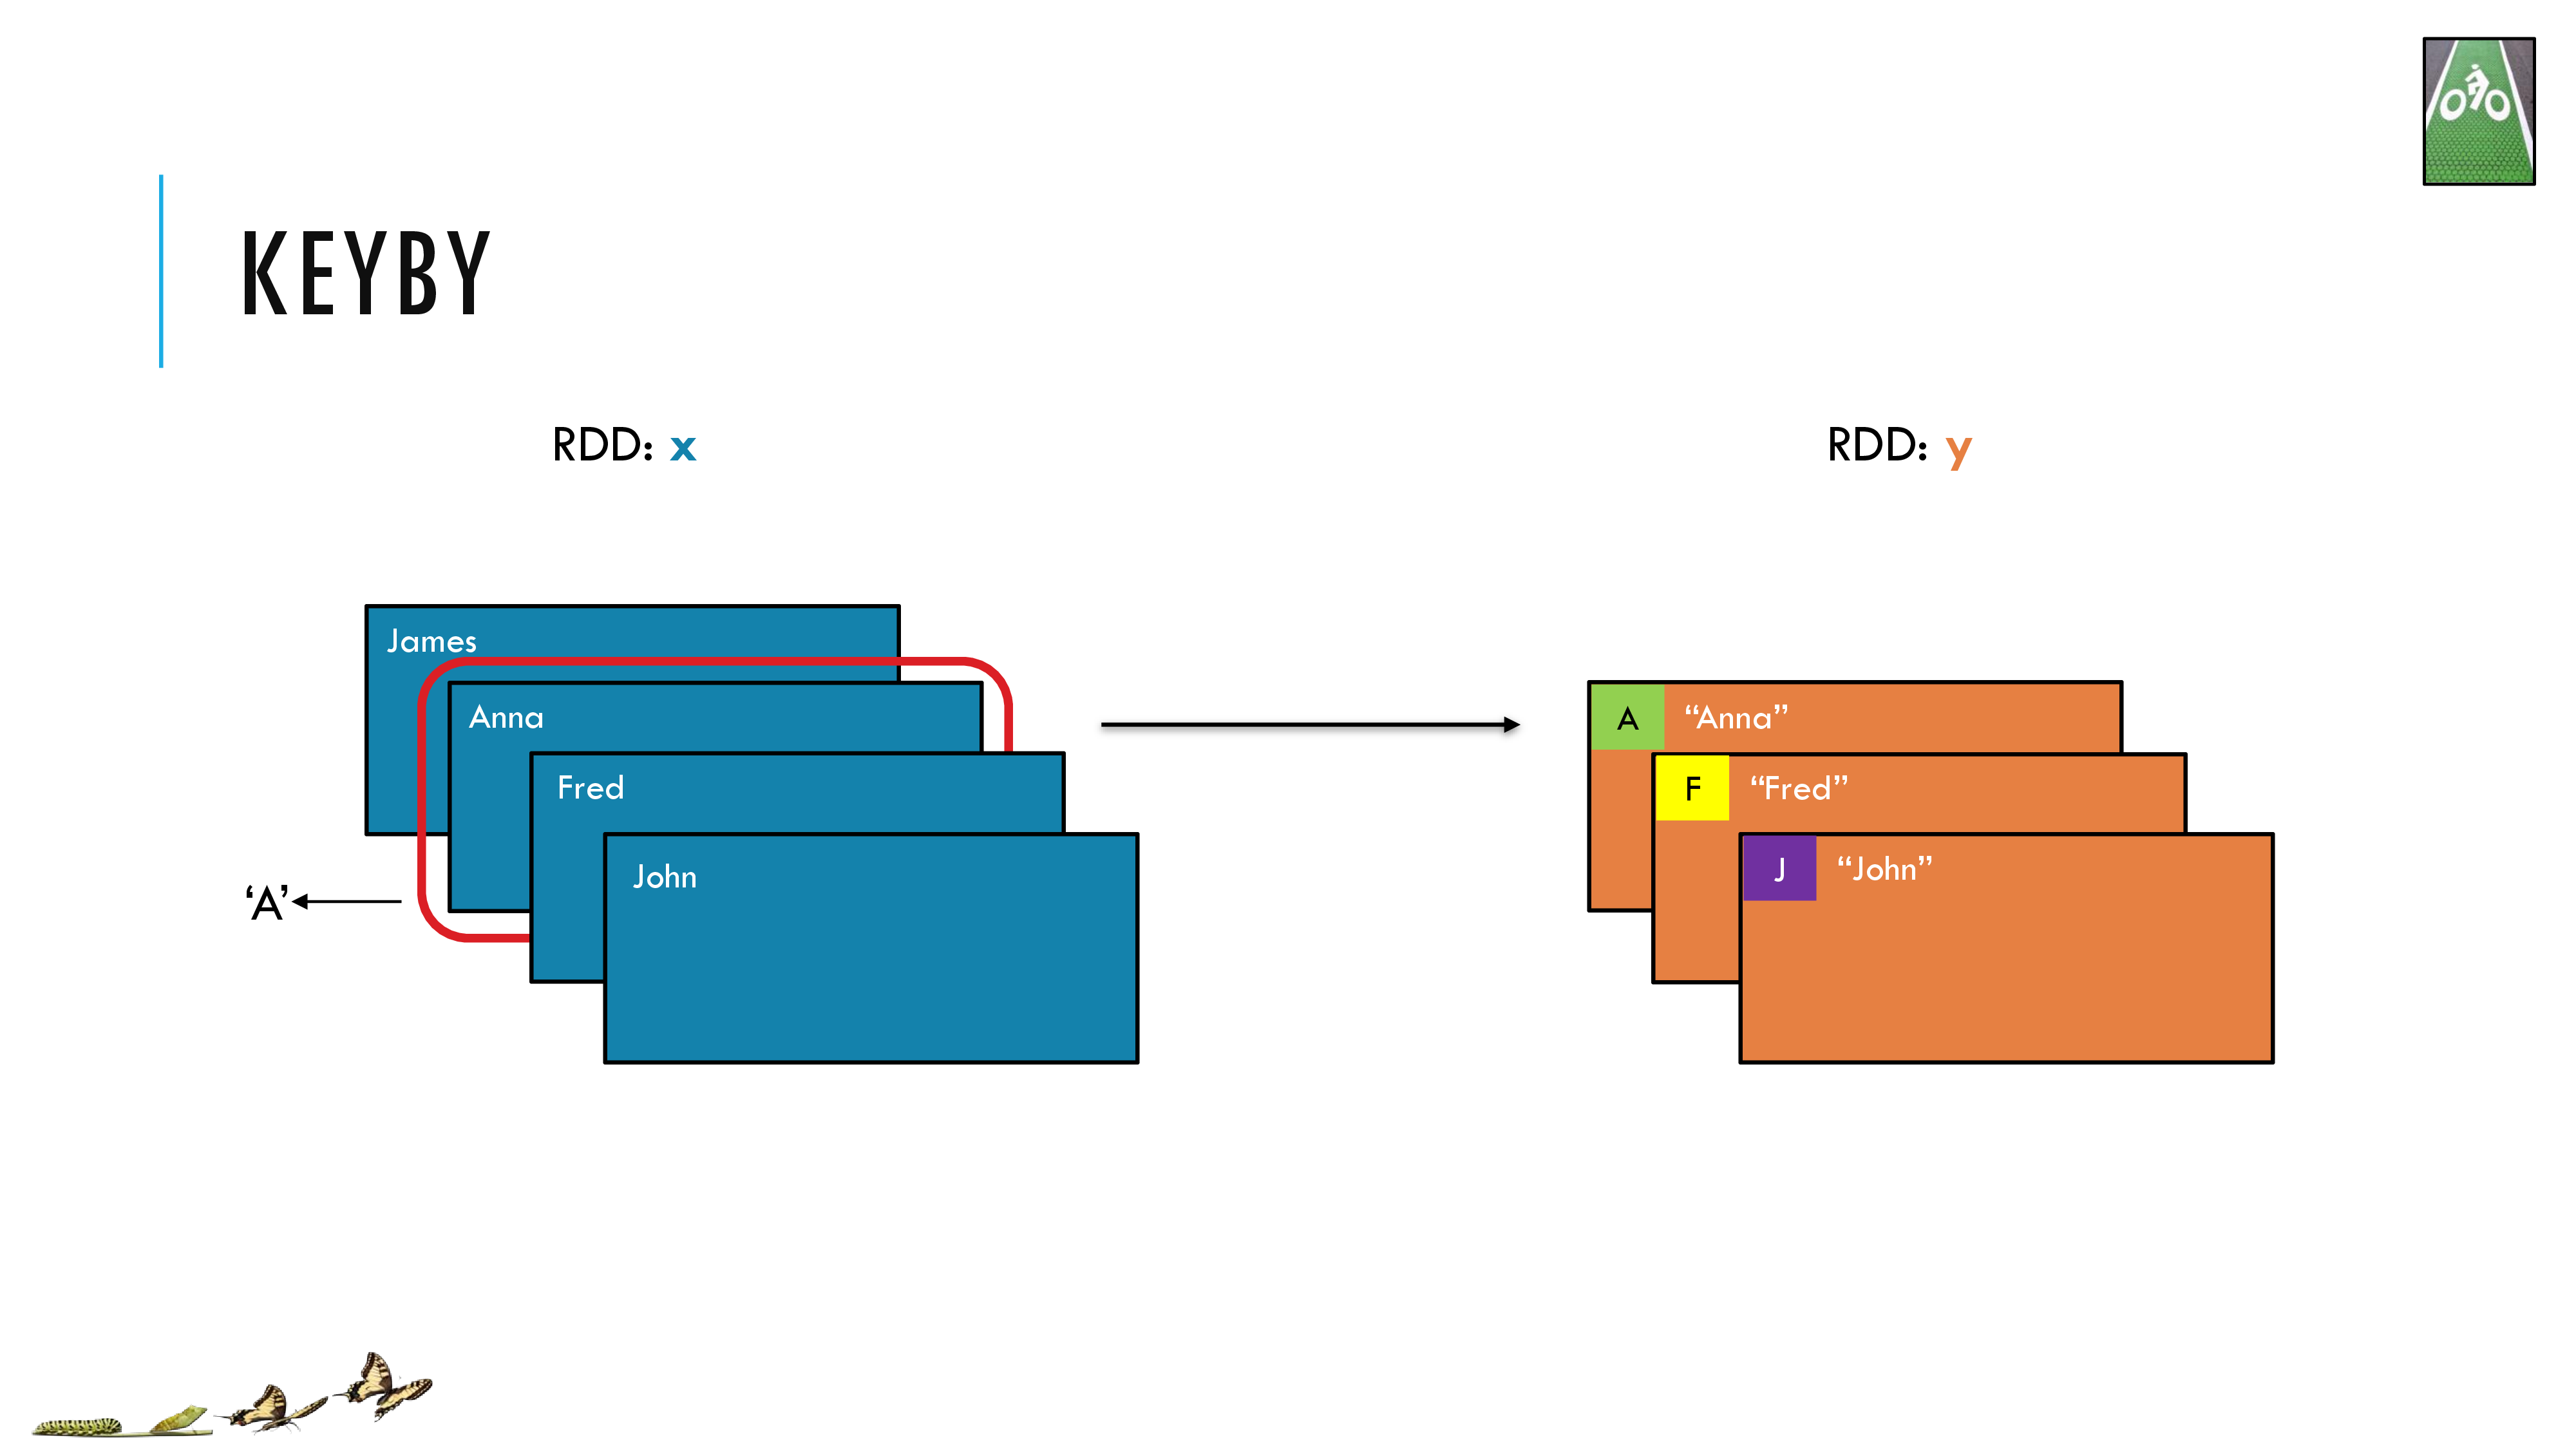 KEYBY
RDD: x
RDD: y
James
Anna
Fred
John
‘A’
A “Anna”
F “Fred”
J “John”